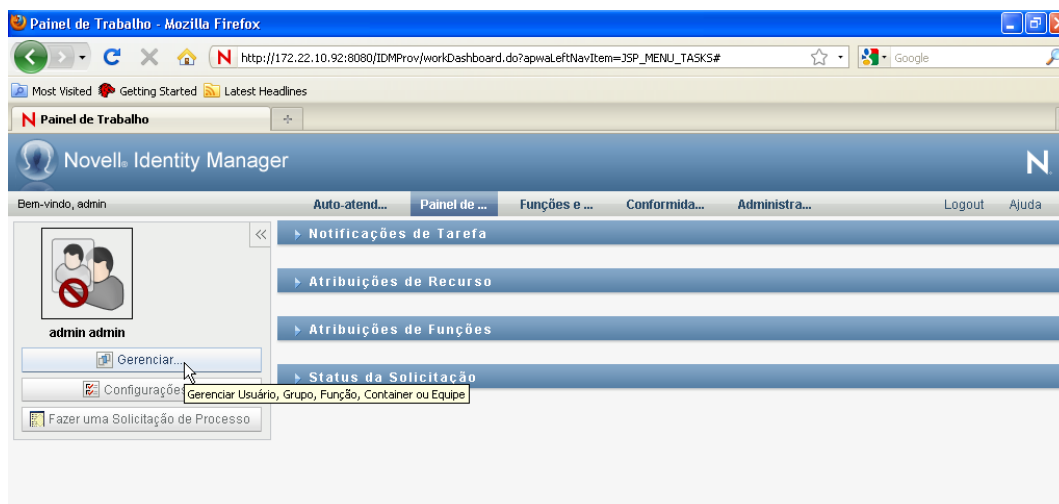 Painel de Trabalho - Mozilla Firefox
N http://172.22.10.92:8080/IDMProv/workDashboard.do?apwaLeftNavItem=JSP_MENU_TASKS# Google
Most Visited Getting Started Latest Headlines
N Painel de Trabalho
Novell® Identity Manager N
Bem-vindo, admin Auto-atend... Painel de ... Funções e ... Conformida... Administra... Logout Ajuda
Notificações de Tarefa
Atribuições de Recurso
Atribuições de Funções
admin admin
Gerenciar...
Status da Solicitação
Configurações
Gerenciar Usuário, Grupo, Função, Container ou Equipe
Fazer uma Solicitação de Processo